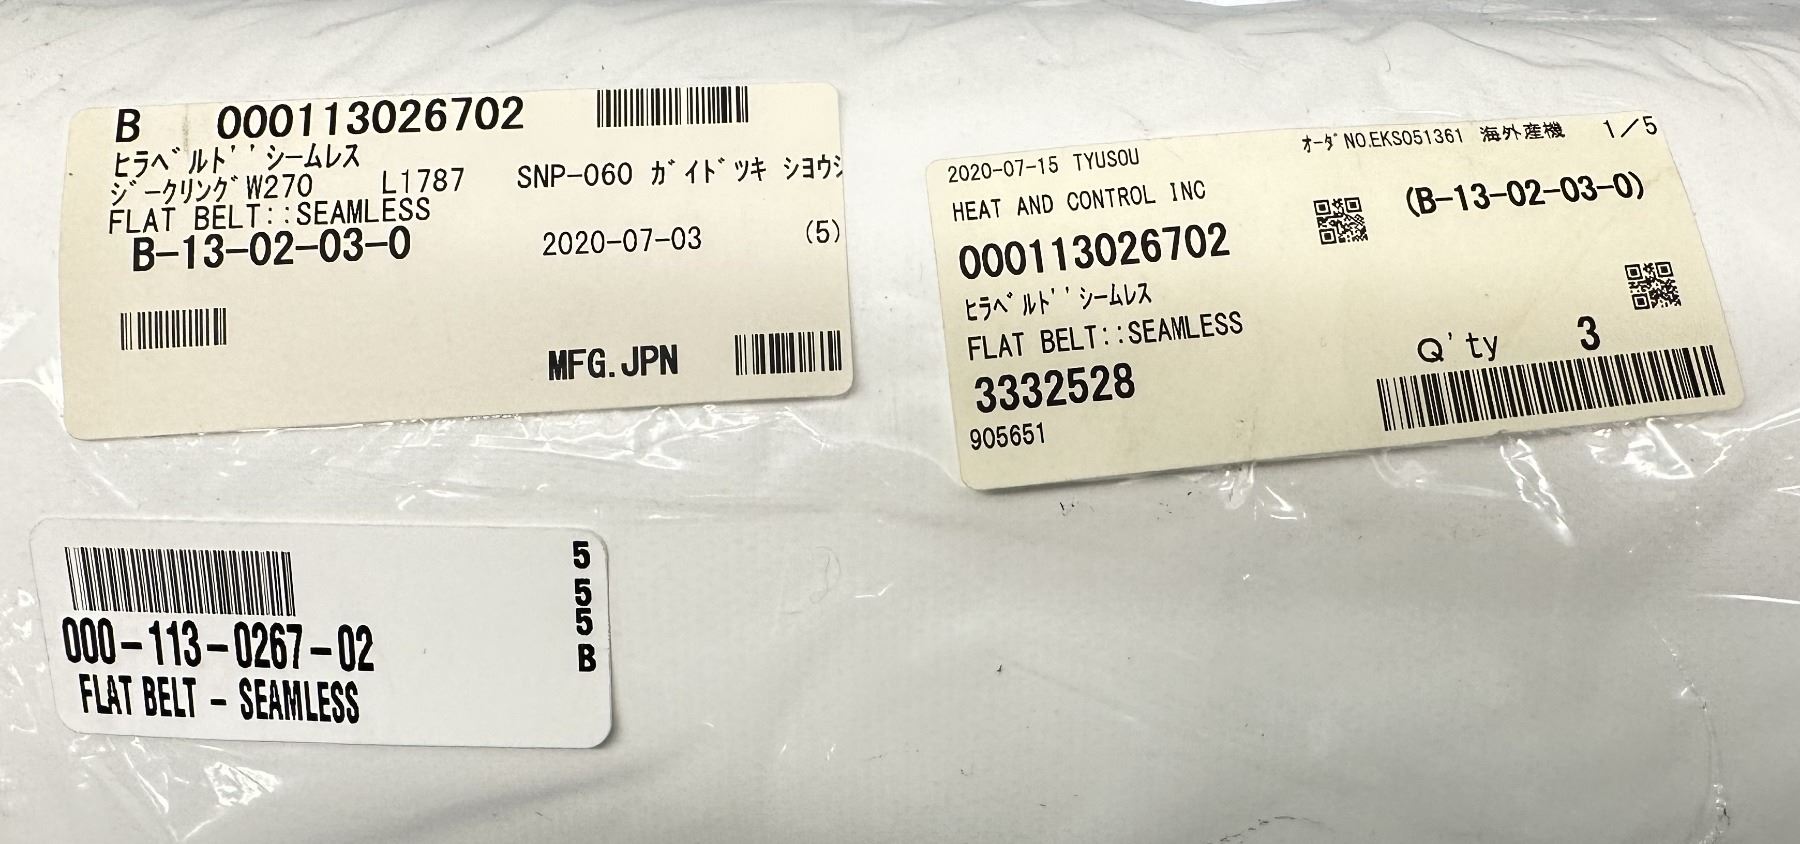 B 000113026702
ﾋﾗﾍﾞﾙﾄ''ｼｰﾑﾚｽ
ｼﾞｰｸﾘﾝｸﾞW270 L1787 SNP-060 ｶﾞｲﾄﾞﾂｷ ｼﾖｳｼ
FLAT BELT::SEAMLESS
B-13-02-03-0 2020-07-03 (5)
MFG.JPN
2020-07-15 TYUSOU ｵｰﾀﾞNO.EKS051361 海外産機 1/5
HEAT AND CONTROL INC (B-13-02-03-0)
000113026702
ﾋﾗﾍﾞﾙﾄ''ｼｰﾑﾚｽ
FLAT BELT::SEAMLESS
3332528 Q'ty 3
905651
000-113-0267-02
FLAT BELT - SEAMLESS
5
5
5
B